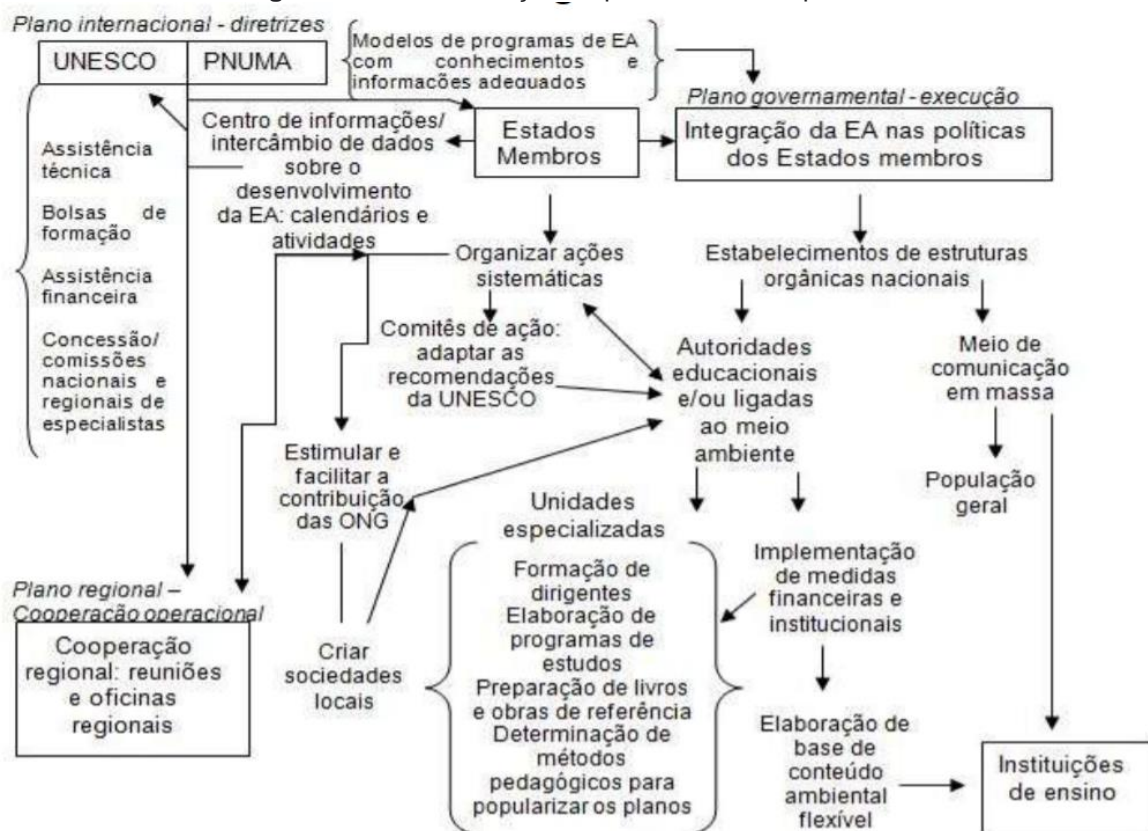 Plano internacional - diretrizes
UNESCO
PNUMA
Modelos de programas de EA
com conhecimentos e
informações adequados
Assistência
técnica
Bolsas de
formação
Assistência
financeira
Concessão/
comissões
nacionais e
regionais de
especialistas
Centro de informações/
intercâmbio de dados
sobre o
desenvolvimento
da EA: calendários e
atividades
Estados
Membros
Plano governamental - execução
Integração da EA nas políticas
dos Estados membros
Organizar ações
sistemáticas
Estabelecimentos de estruturas
orgânicas nacionais
Comitês de ação:
adaptar as
recomendações
da UNESCO
Autoridades
educacionais
e/ou ligadas
ao meio
ambiente
Meio de
comunicação
em massa
População
geral
Estimular e
facilitar a
contribuição
das ONG
Unidades
especializadas
Formação de
dirigentes
Elaboração de
programas de
estudos
Preparação de livros
e obras de referência
Determinação de
métodos
pedagógicos para
popularizar os planos
Implementação
de medidas
financeiras e
institucionais
Plano regional –
Cooperação operacional
Cooperação
regional: reuniões
e oficinas
regionais
Criar
sociedades
locais
Elaboração de
base de
conteúdo
ambiental
flexível
Instituições
de ensino